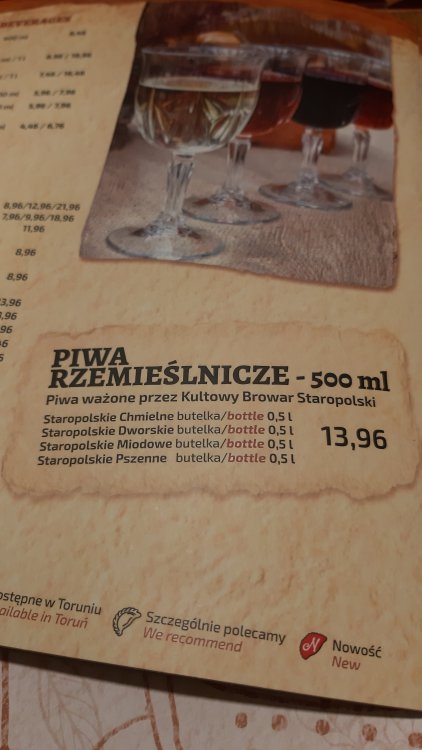 BEVERAGES
8,96/12,96/21,96
7,96/9,96/18,96
11,96
8,96
8,96
PIWA
RZEMIEŚLNICZE - 500 ml
Piwa ważone przez Kultowy Browar Staropolski
Staropolskie Chmielne butelka/bottle 0,5 l
Staropolskie Dworskie butelka/bottle 0,5 l
Staropolskie Miodowe butelka/bottle 0,5 l
Staropolskie Pszenne butelka/bottle 0,5 l
13,96
w Toruniu
in Toruń
Szczególnie polecamy
We recommend
N
Nowość
New